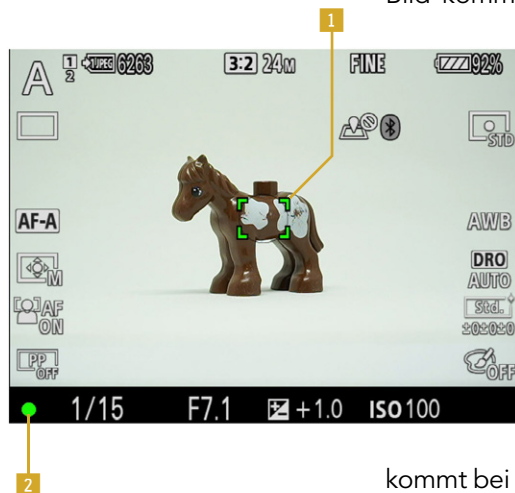 Bild komm
1
A 1 2 JPEG 6263 3:2 24M FINE 92%
STD
AF-A AWB
M DRO AUTO
AF ON Std. ±0±0±0
PP OFF OFF
1/15 F7.1 +1.0 ISO100
2
kommt bei